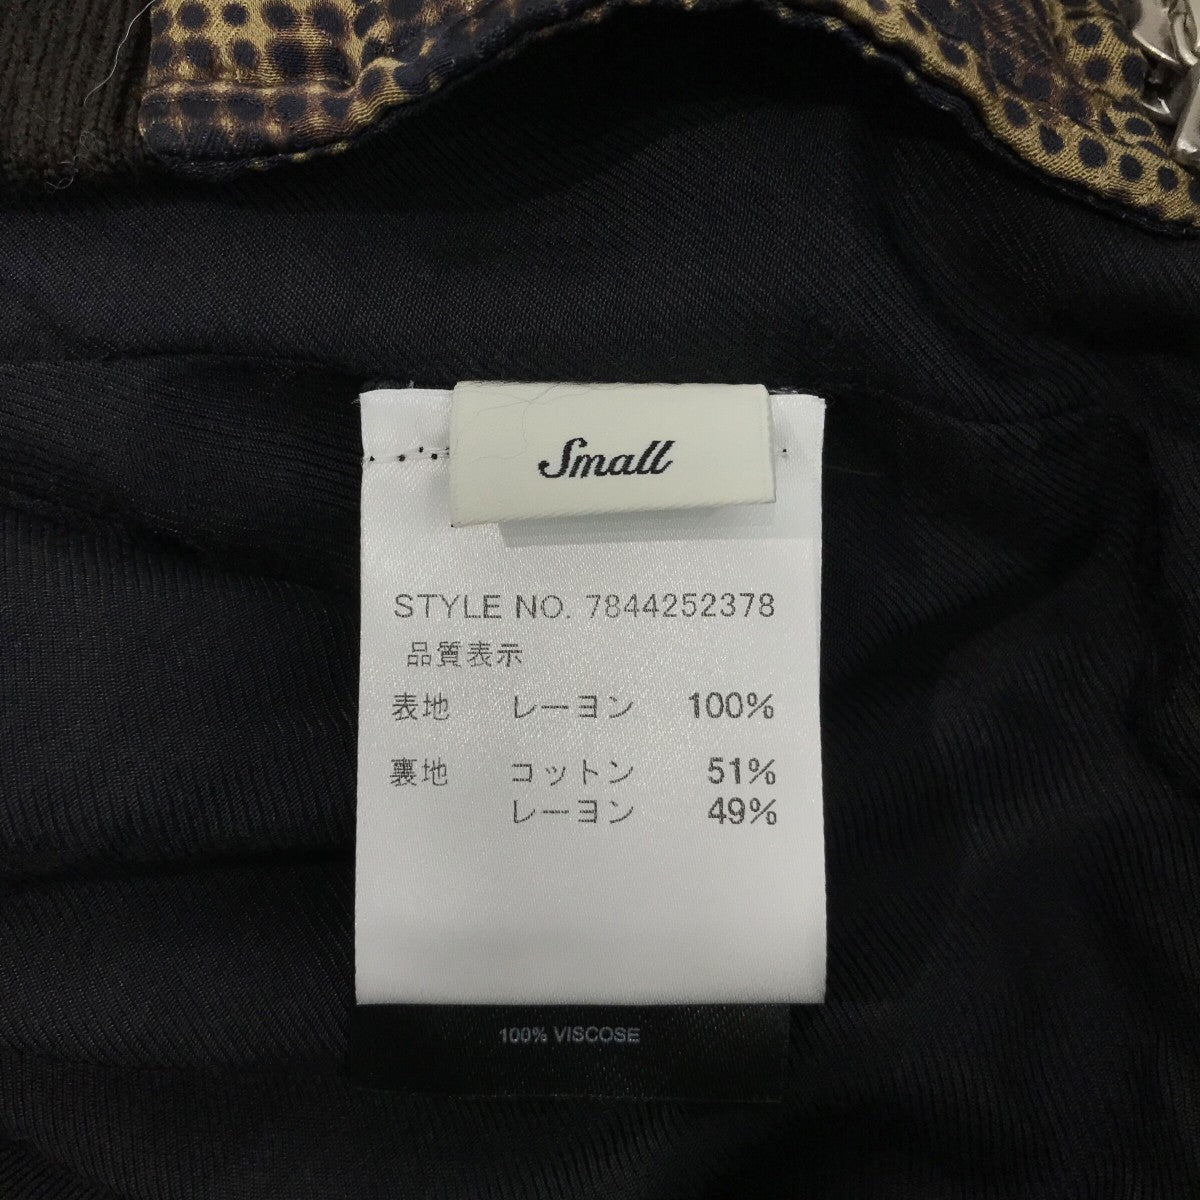 Small
STYLE NO. 7844252378
品質表示
表地 レーヨン 100%
裏地 コットン 51%
レーヨン 49%
100% VISCOSE